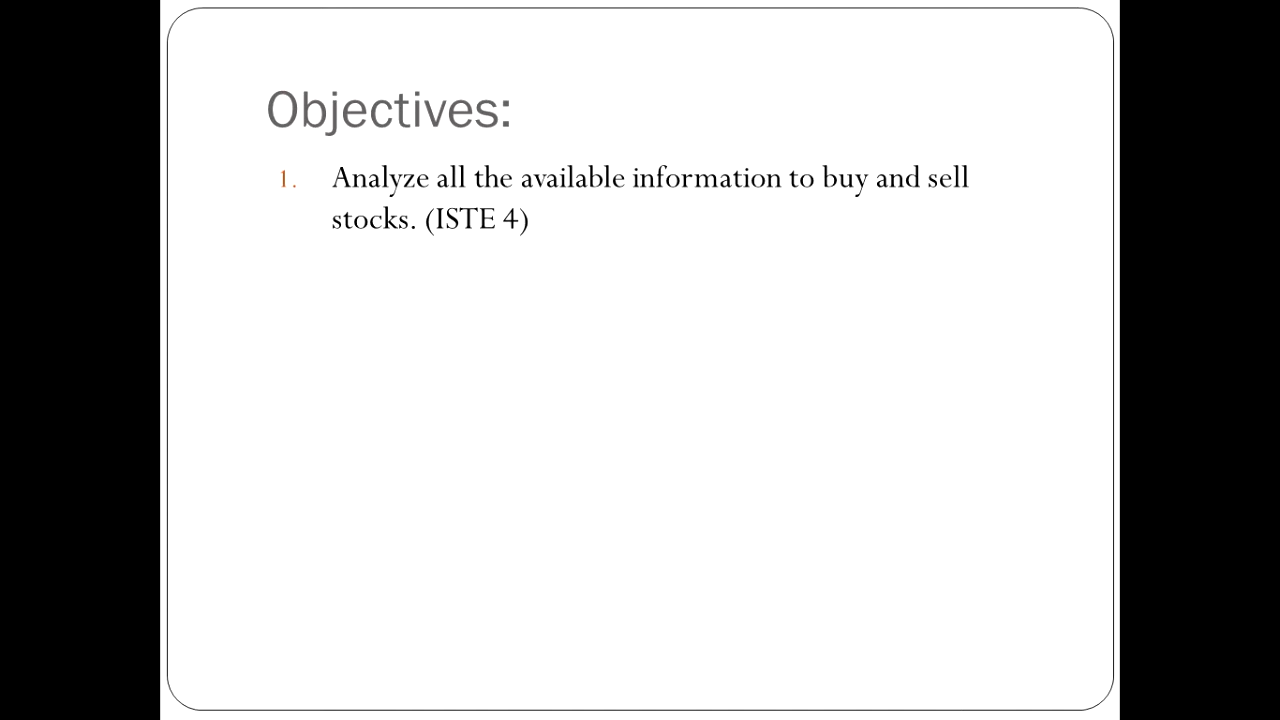 Objectives:
1. Analyze all the available information to buy and sell
stocks. (ISTE 4)